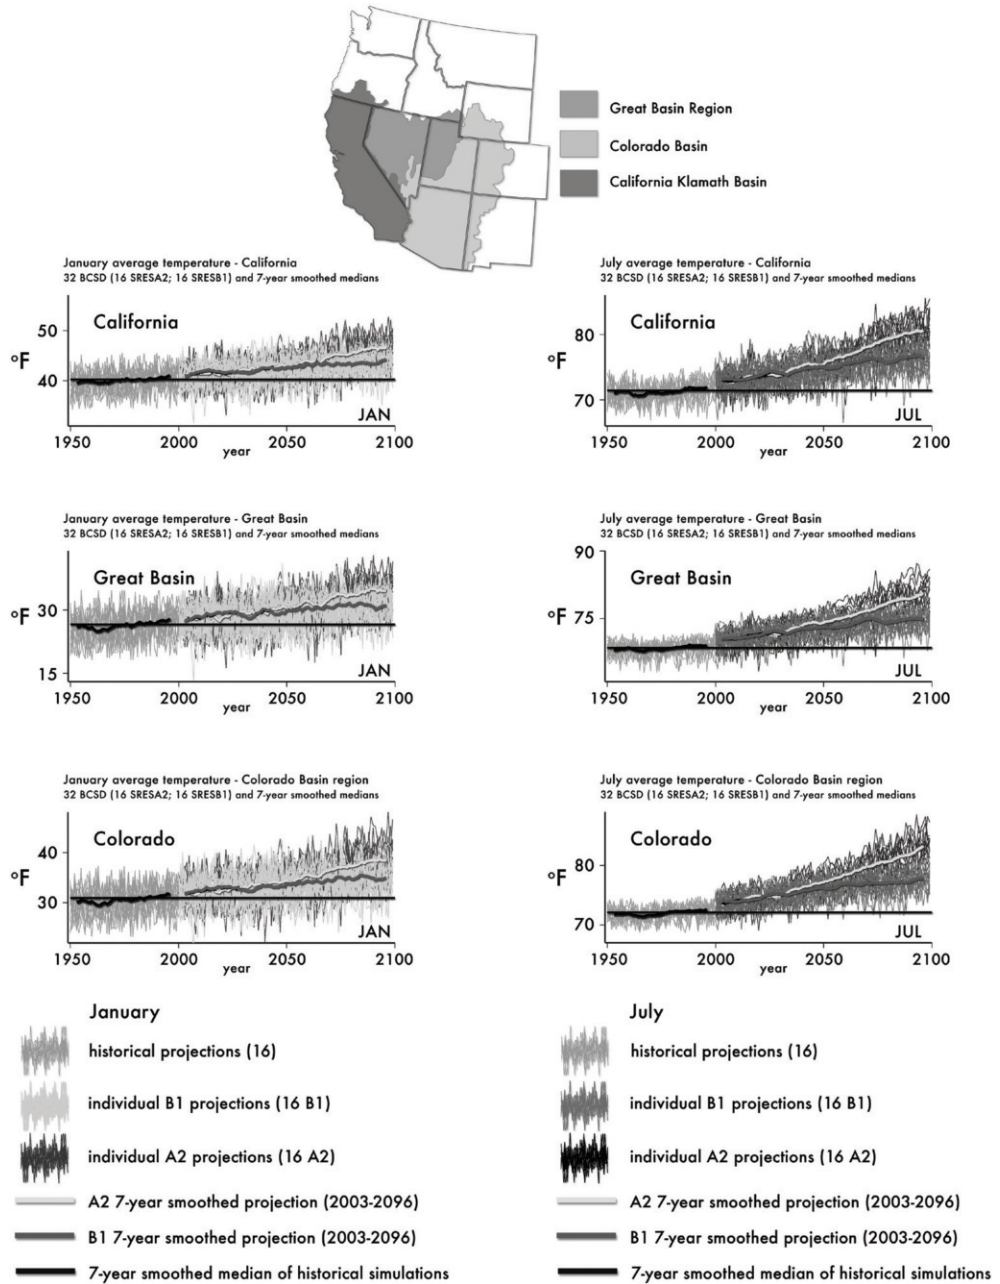 Great Basin Region
Colorado Basin
California Klamath Basin
January average temperature - California
32 BCSD (16 SRESA2; 16 SRESB1) and 7-year smoothed medians
California
50
°F
40
JAN
1950 2000 2050 2100
year
July average temperature - California
32 BCSD (16 SRESA2; 16 SRESB1) and 7-year smoothed medians
California
80
°F
70
JUL
1950 2000 2050 2100
year
January average temperature - Great Basin
32 BCSD (16 SRESA2; 16 SRESB1) and 7-year smoothed medians
Great Basin
°F 30
15
JAN
1950 2000 2050 2100
year
July average temperature - Great Basin
32 BCSD (16 SRESA2; 16 SRESB1) and 7-year smoothed medians
90
Great Basin
°F 75
JUL
1950 2000 2050 2100
year
January average temperature - Colorado Basin region
32 BCSD (16 SRESA2; 16 SRESB1) and 7-year smoothed medians
Colorado
40
°F
30
JAN
1950 2000 2050 2100
year
July average temperature - Colorado Basin region
32 BCSD (16 SRESA2; 16 SRESB1) and 7-year smoothed medians
Colorado
80
°F
70
JUL
1950 2000 2050 2100
year
January
historical projections (16)
individual B1 projections (16 B1)
individual A2 projections (16 A2)
A2 7-year smoothed projection (2003-2096)
B1 7-year smoothed projection (2003-2096)
7-year smoothed median of historical simulations
July
historical projections (16)
individual B1 projections (16 B1)
individual A2 projections (16 A2)
A2 7-year smoothed projection (2003-2096)
B1 7-year smoothed projection (2003-2096)
7-year smoothed median of historical simulations